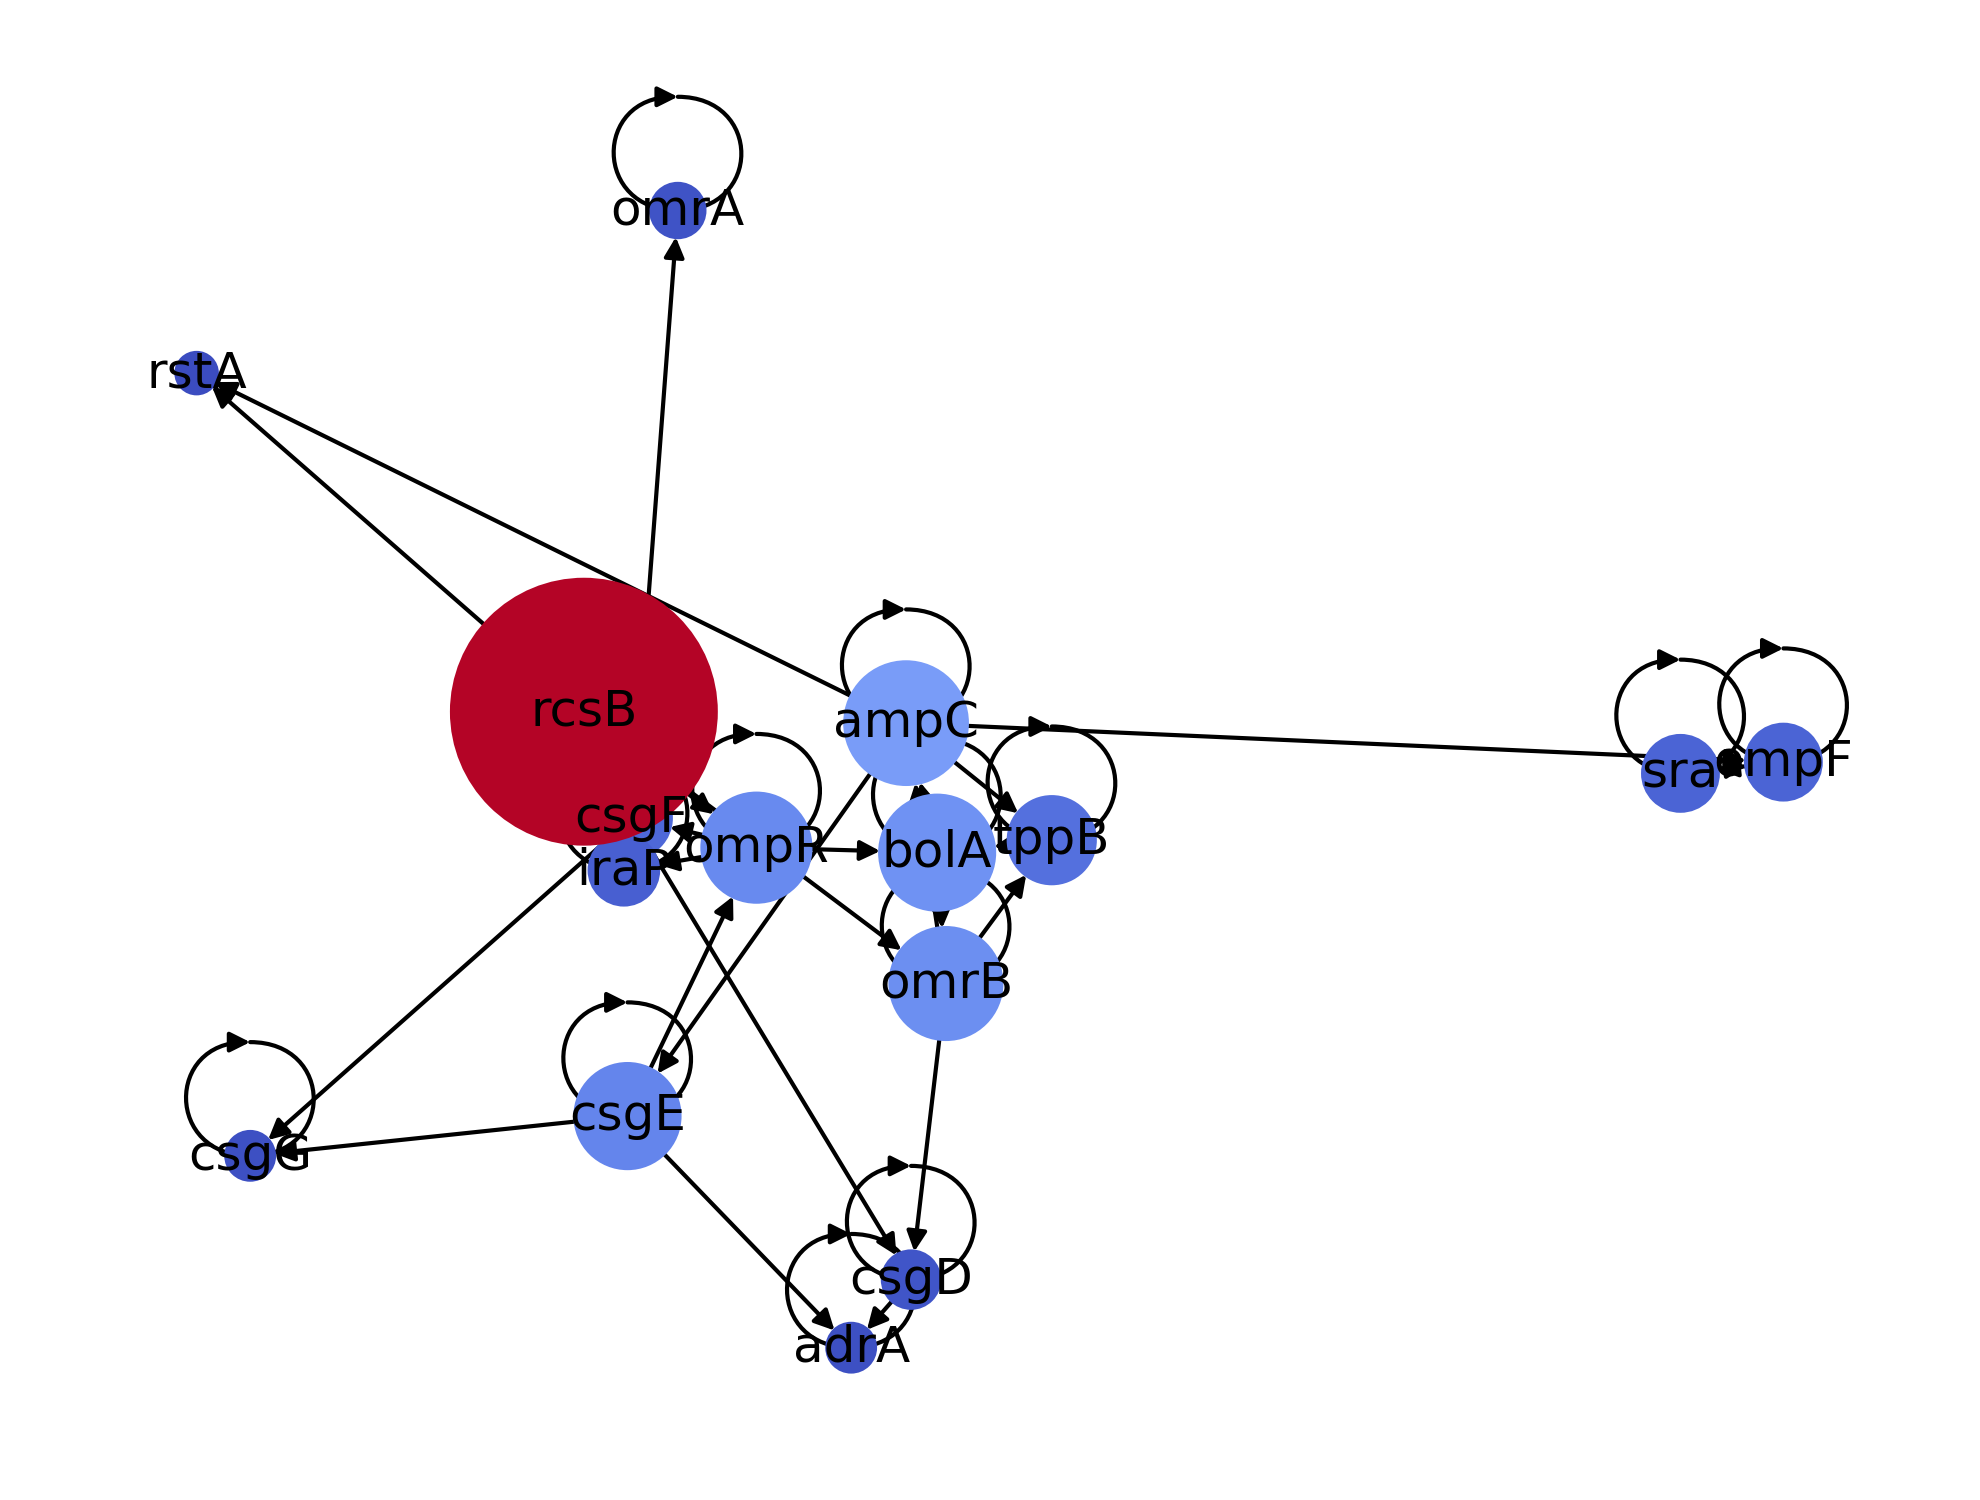 omrA
rstA
rcsB
ampC
sra
ompF
csgF
ompR
bolA
tppB
iraP
omrB
csgE
csgG
csgD
adrA